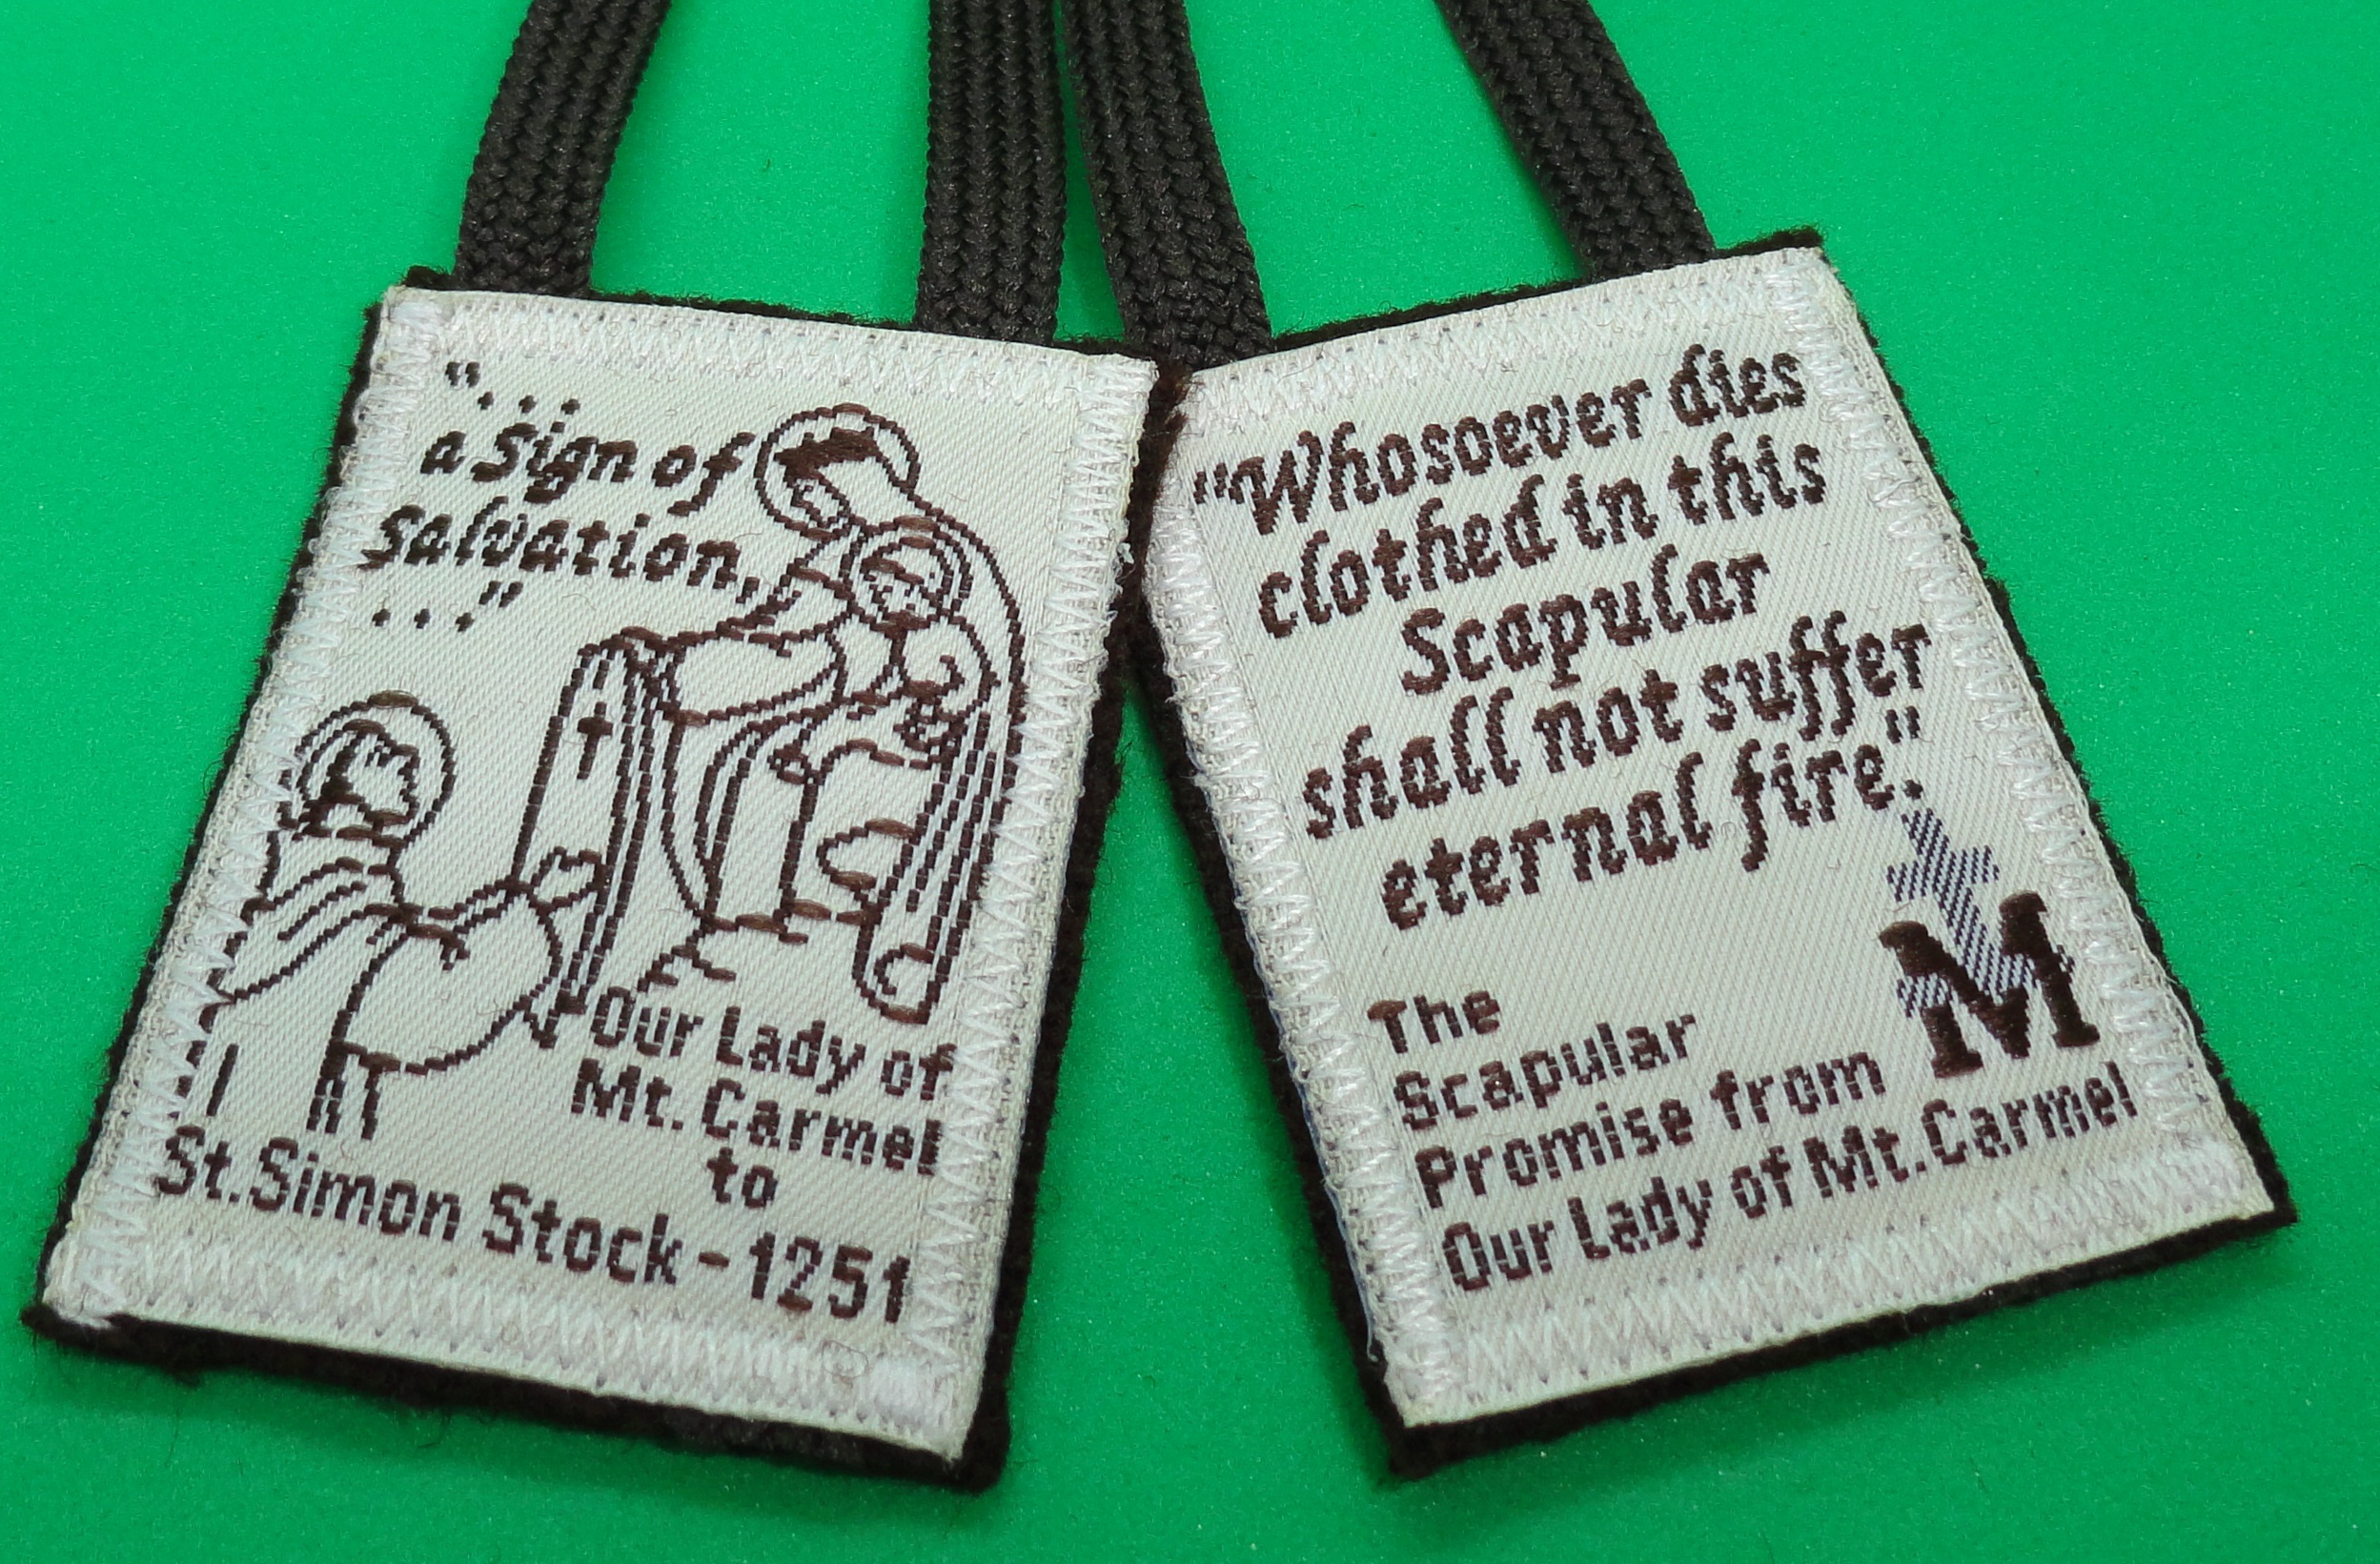 "...
a sign of
salvation,
..."
Our Lady of
Mt. Carmel
to
St. Simon Stock - 1251
"Whosoever dies
clothed in this
Scapular
shall not suffer
eternal fire."
M
The
Scapular
Promise from
Our Lady of Mt. Carmel